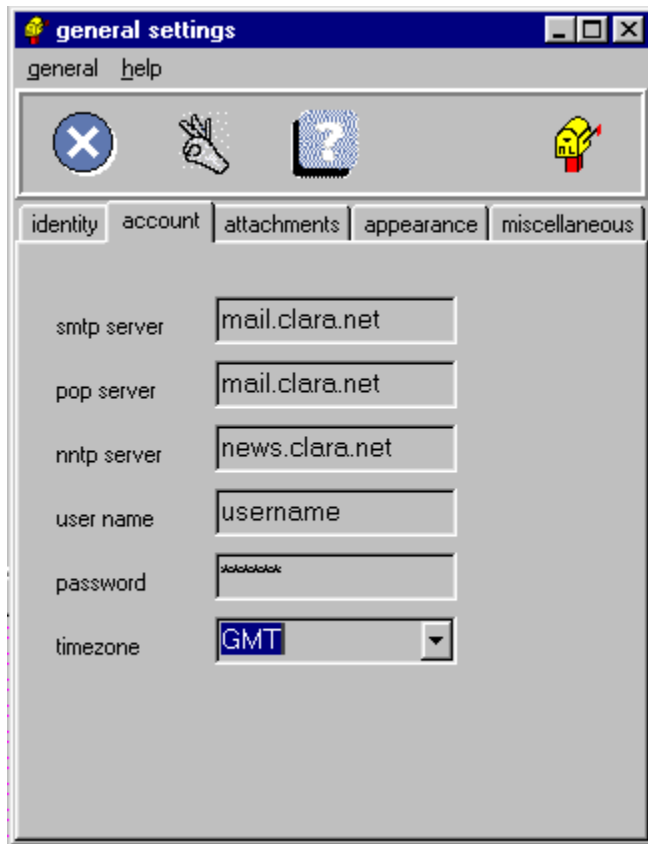 general settings
general help
?
identity account attachments appearance miscellaneous
smtp server mail.clara.net
pop server mail.clara.net
nntp server news.clara.net
user name username
password *******
timezone GMT